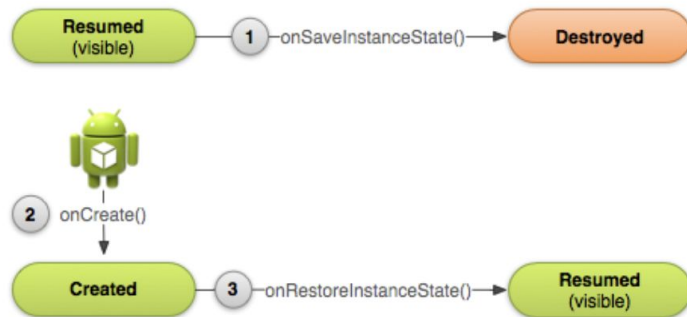 Resumed
(visible)
1
onSaveInstanceState()
Destroyed
2
onCreate()
Created
3
onRestoreInstanceState()
Resumed
(visible)